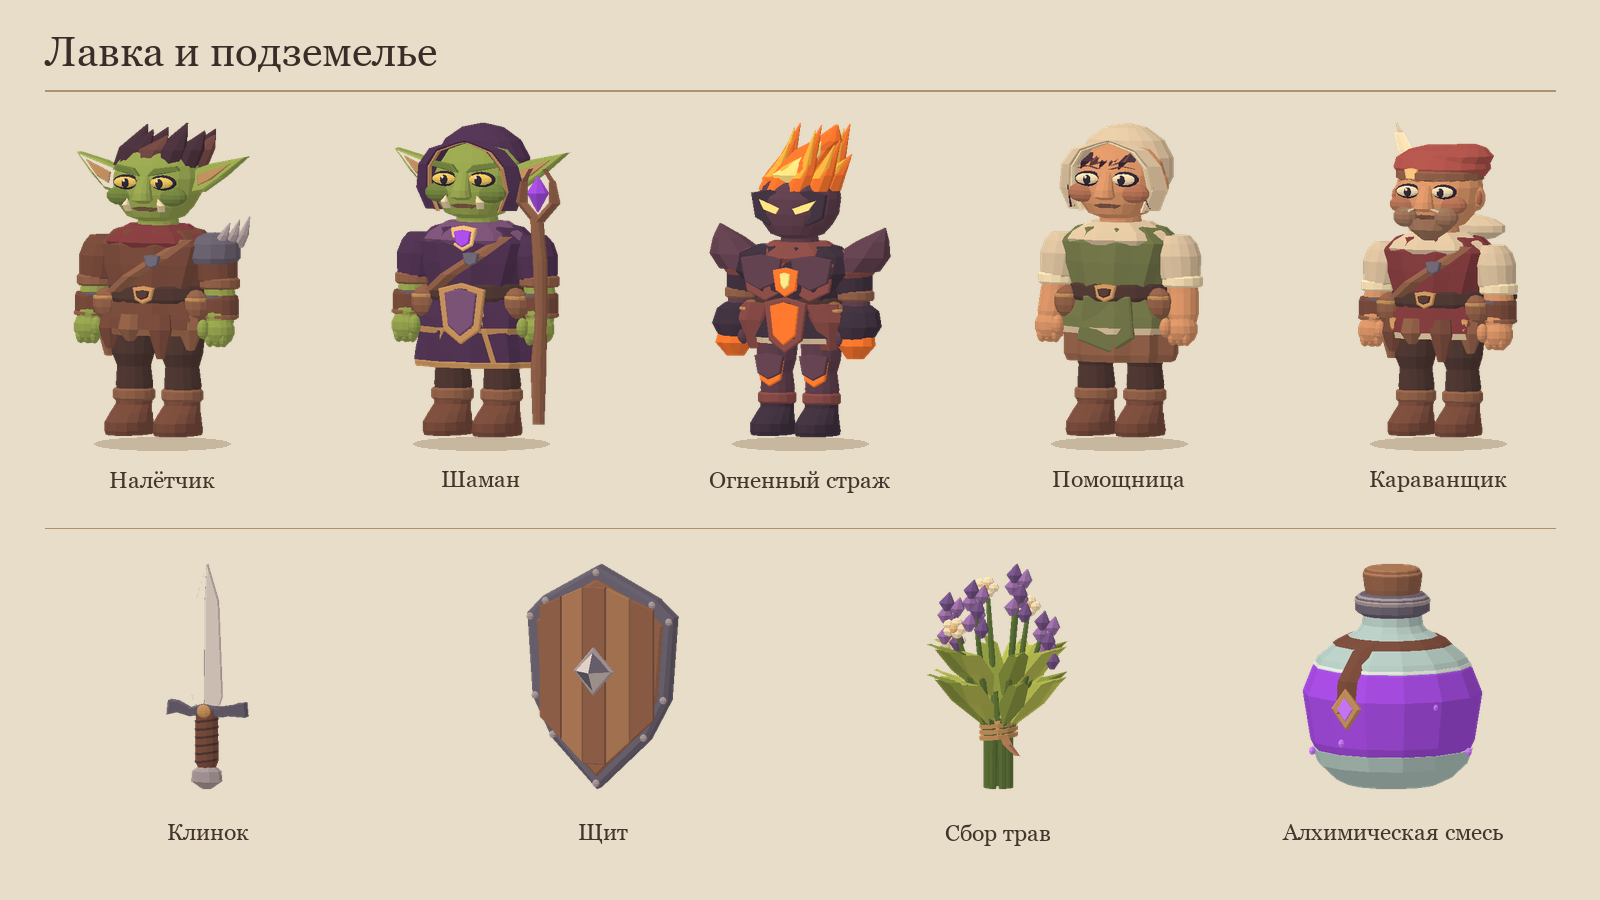 Лавка и подземелье
Налётчик
Шаман
Огненный страж
Помощница
Караванщик
Клинок
Щит
Сбор трав
Алхимическая смесь